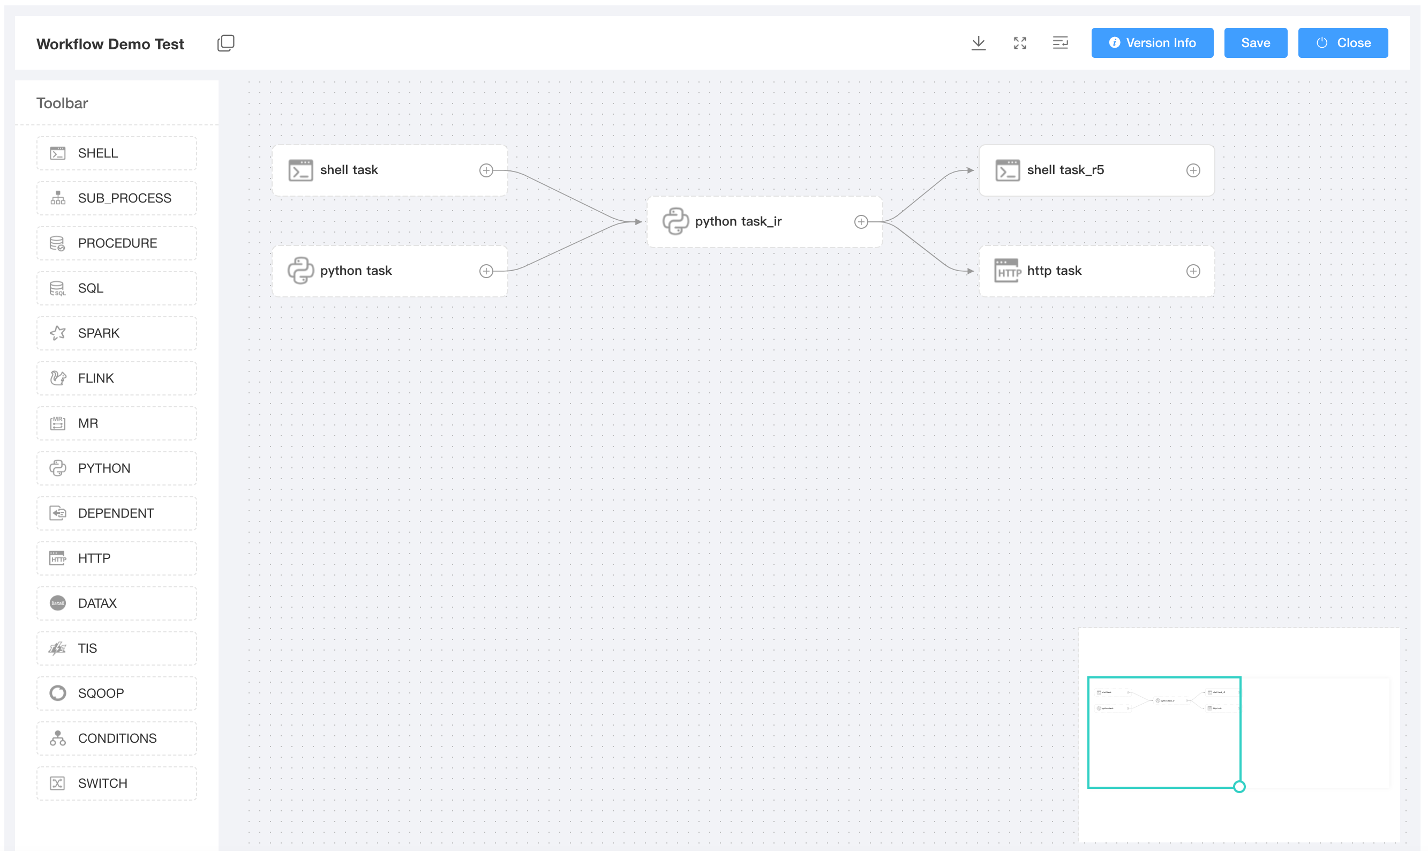 Workflow Demo Test
Version Info
Save
Close
Toolbar
SHELL
SUB_PROCESS
PROCEDURE
SQL
SPARK
FLINK
MR
PYTHON
DEPENDENT
HTTP
DATAX
TIS
SQOOP
CONDITIONS
SWITCH
shell task
python task
python task_ir
shell task_r5
HTTP
http task